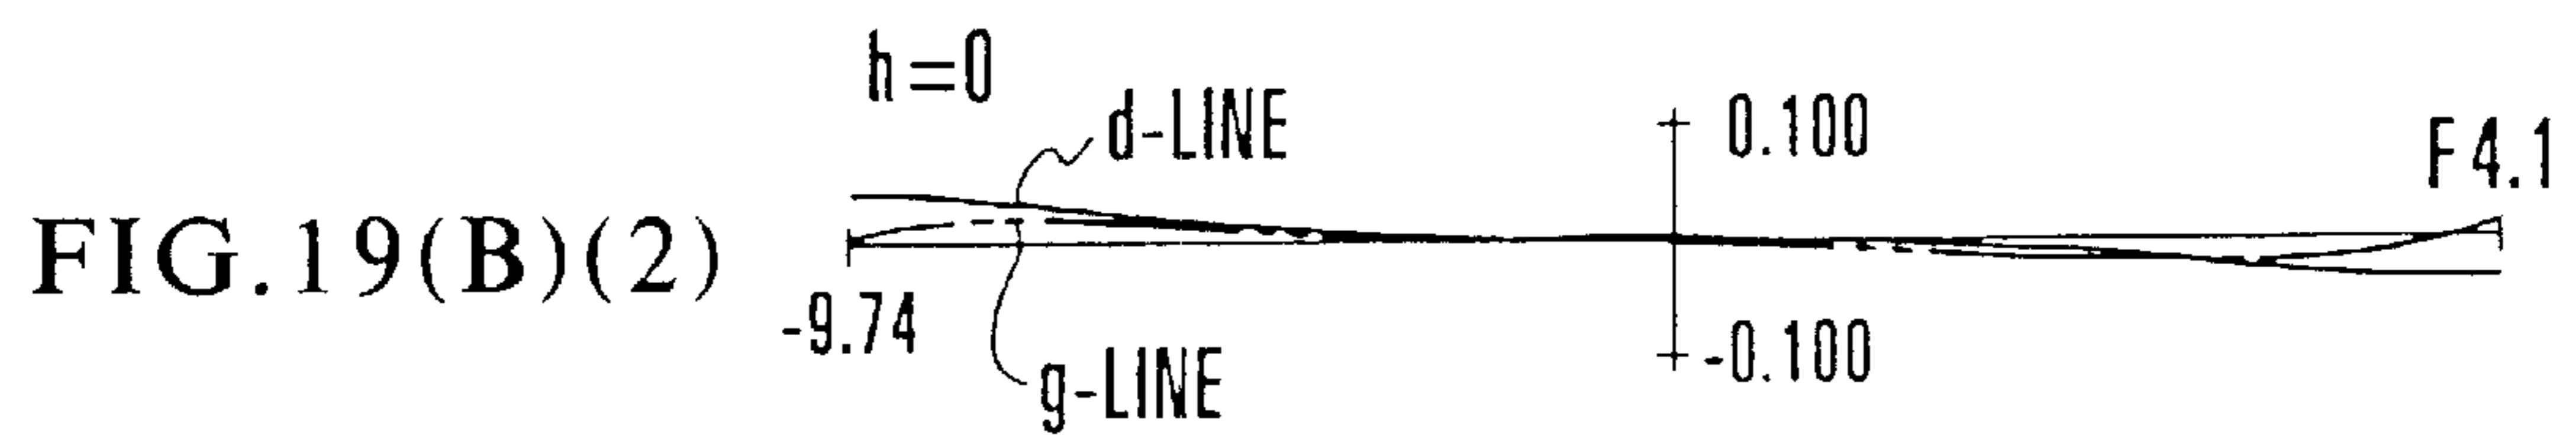 h=0
d-LINE
0.100
F4.1
FIG.19(B)(2)
-9.74
-0.100
g-LINE